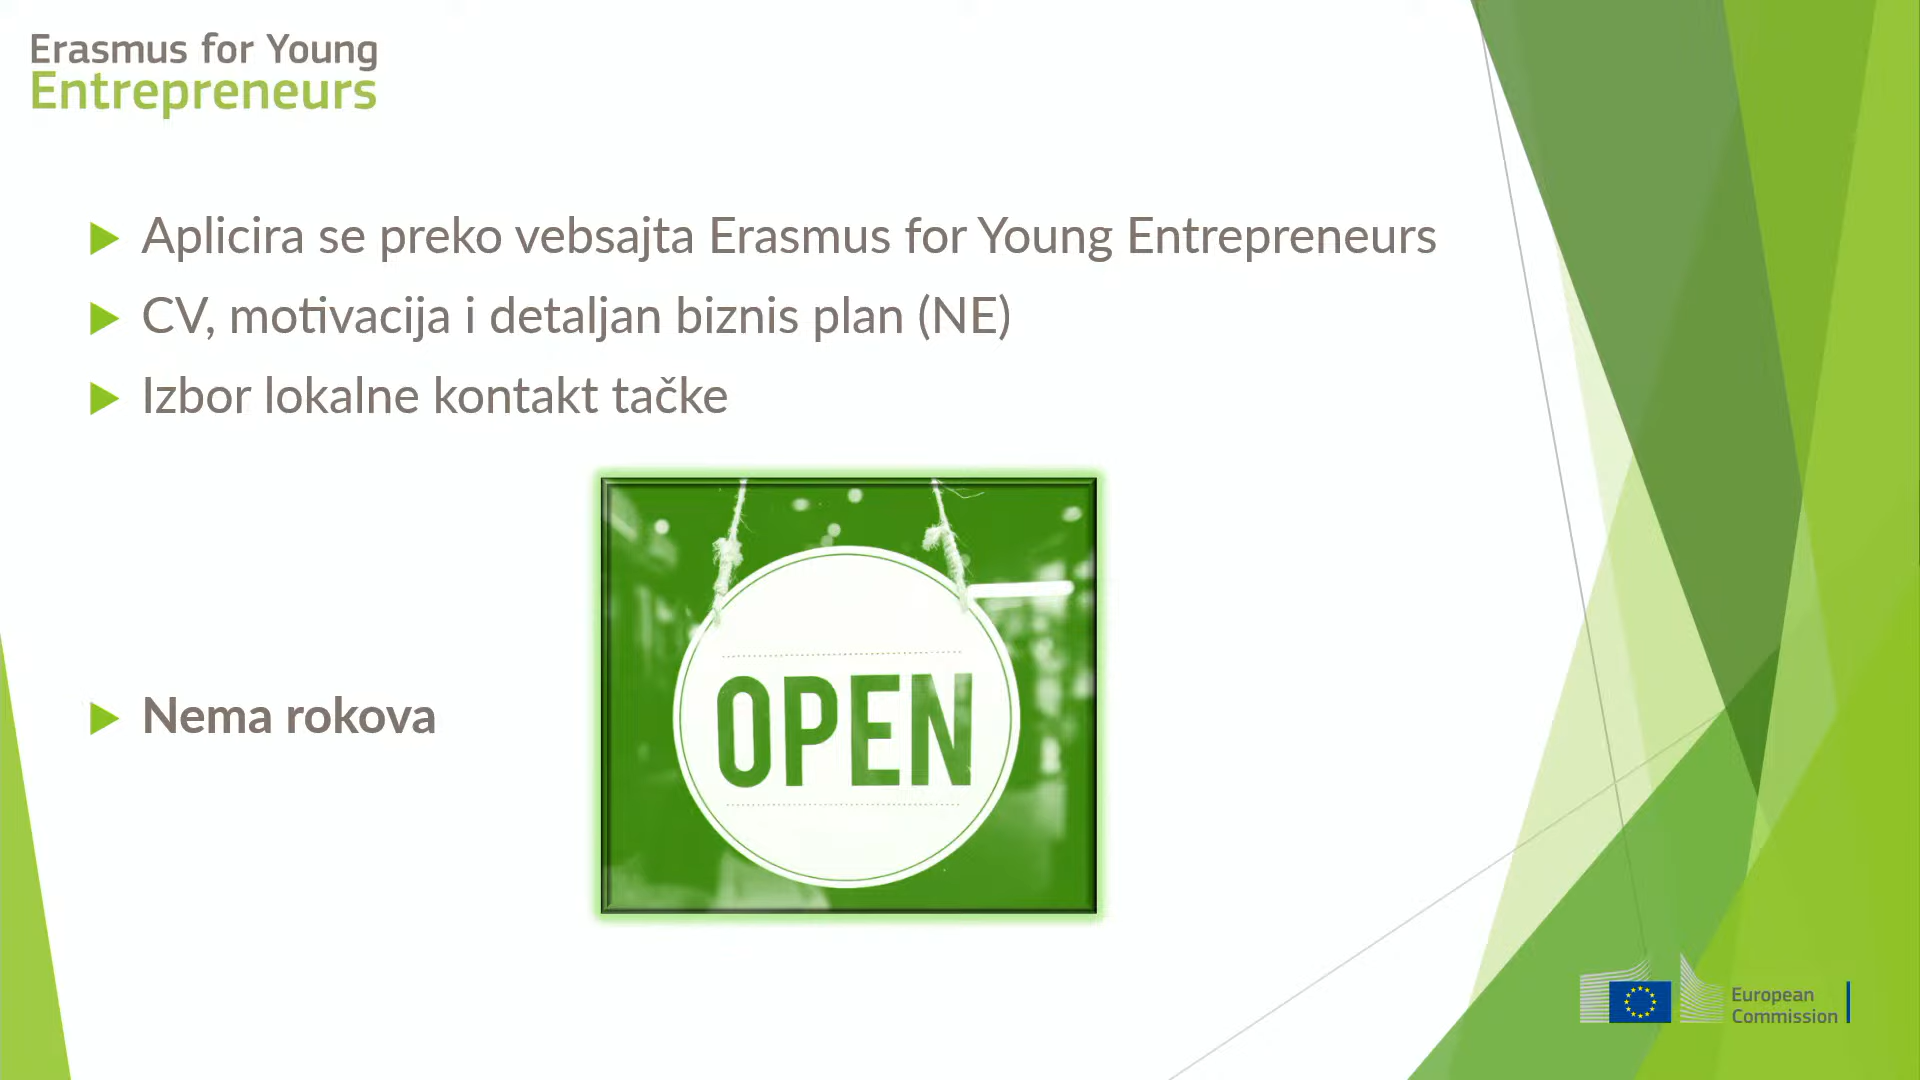 Erasmus for Young
Entrepreneurs
Aplicira se preko vebsajta Erasmus for Young Entrepreneurs
CV, motivacija i detaljan biznis plan (NE)
Izbor lokalne kontakt tačke
OPEN
Nema rokova
European
Commission